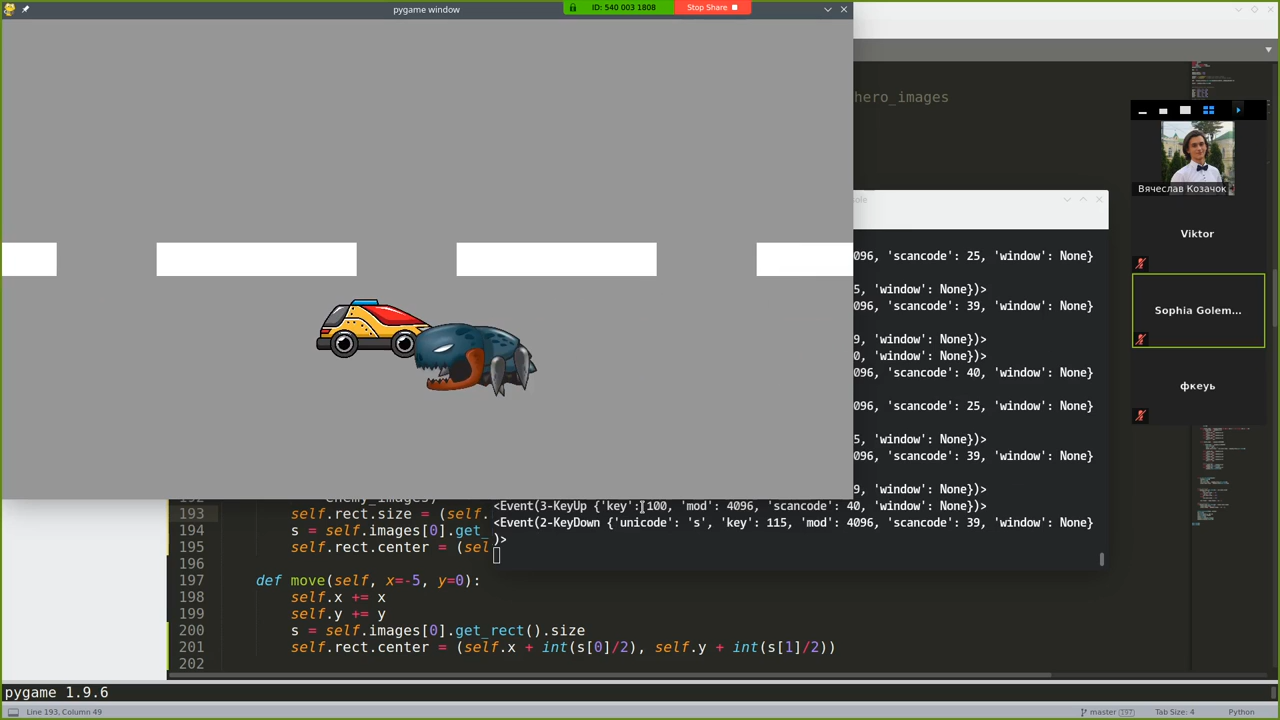 pygame window
ID: 540 003 1808
Stop Share
hero_images
Вячеслав Козачок
Viktor
Sophia Golem...
фкеуь
096, 'scancode': 25, 'window': None}
5, 'window': None})>
096, 'scancode': 39, 'window': None}
9, 'window': None})>
0, 'window': None})>
096, 'scancode': 40, 'window': None}
096, 'scancode': 25, 'window': None}
5, 'window': None})>
096, 'scancode': 39, 'window': None}
9, 'window': None})>
<Event(3-KeyUp {'key': 100, 'mod': 4096, 'scancode': 40, 'window': None})>
<Event(2-KeyDown {'unicode': 's', 'key': 115, 'mod': 4096, 'scancode': 39, 'window': None}
)>
enemy_images)
193 self.rect.size = (self.
194 s = self.images[0].get_
195 self.rect.center = (sel
196
197 def move(self, x=-5, y=0):
198 self.x += x
199 self.y += y
200 s = self.images[0].get_rect().size
201 self.rect.center = (self.x + int(s[0]/2), self.y + int(s[1]/2))
202
pygame 1.9.6
Line 193, Column 49
master 197
Tab Size: 4
Python